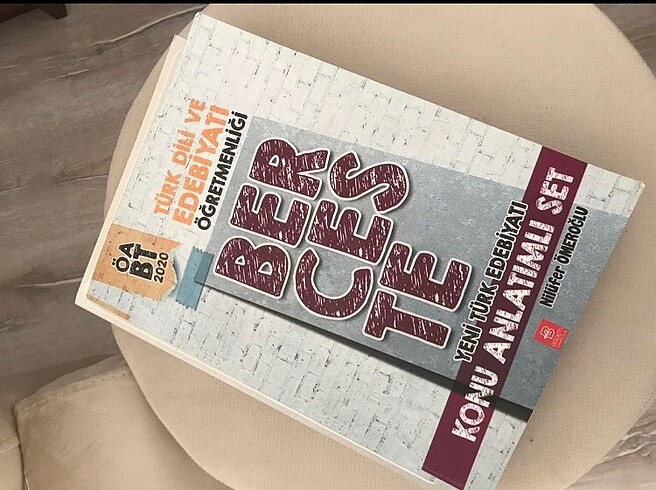 ÖA
BT
2020
TÜRK DİLİ VE
EDEBİYATI
ÖĞRETMENLİĞİ
BER
CES
TE
YENİ TÜRK EDEBİYATI
KONU ANLATIMLI SET
Nilüfer ÖNEROĞLU